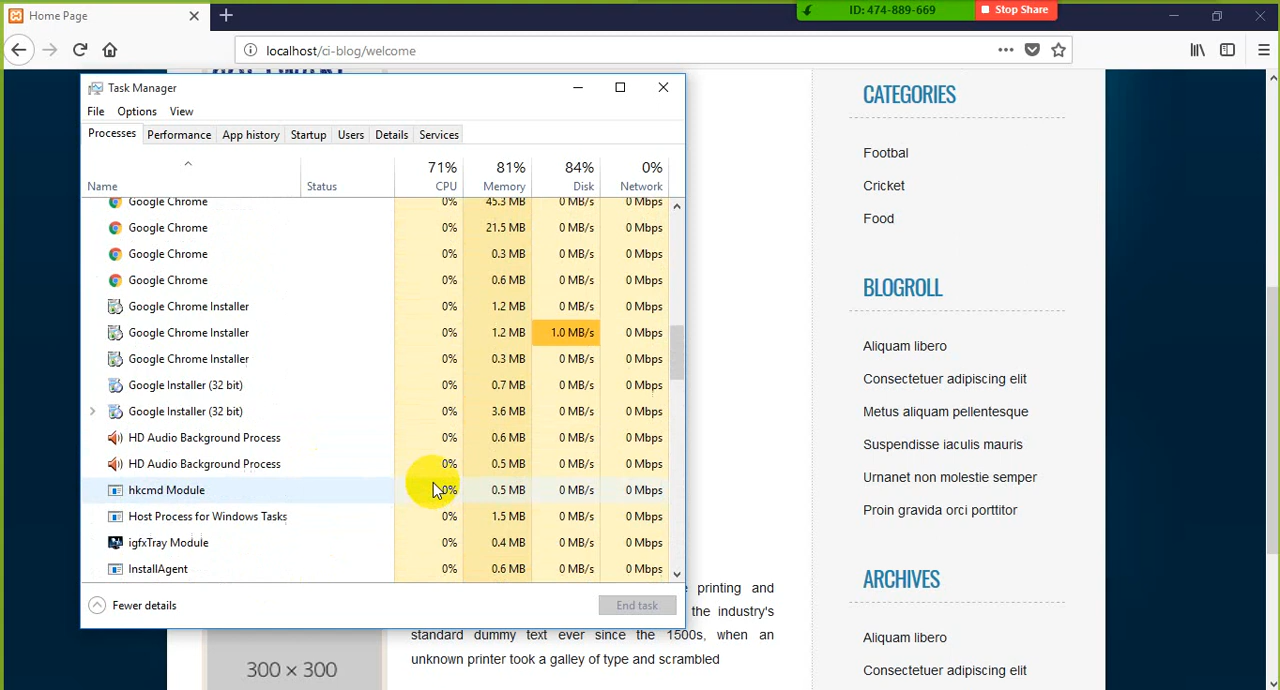 Home Page
ID: 474-889-669
Stop Share
localhost/ci-blog/welcome
Task Manager
File Options View
Processes Performance App history Startup Users Details Services
71% 81% 84% 0%
Name Status CPU Memory Disk Network
Google Chrome 0% 45.3 MB 0 MB/s 0 Mbps
Google Chrome 0% 21.5 MB 0 MB/s 0 Mbps
Google Chrome 0% 0.3 MB 0 MB/s 0 Mbps
Google Chrome 0% 0.6 MB 0 MB/s 0 Mbps
Google Chrome Installer 0% 1.2 MB 0 MB/s 0 Mbps
Google Chrome Installer 0% 1.2 MB 1.0 MB/s 0 Mbps
Google Chrome Installer 0% 0.3 MB 0 MB/s 0 Mbps
Google Installer (32 bit) 0% 0.7 MB 0 MB/s 0 Mbps
Google Installer (32 bit) 0% 3.6 MB 0 MB/s 0 Mbps
HD Audio Background Process 0% 0.6 MB 0 MB/s 0 Mbps
HD Audio Background Process 0% 0.5 MB 0 MB/s 0 Mbps
hkcmd Module 0% 0.5 MB 0 MB/s 0 Mbps
Host Process for Windows Tasks 0% 1.5 MB 0 MB/s 0 Mbps
igfxTray Module 0% 0.4 MB 0 MB/s 0 Mbps
InstallAgent 0% 0.6 MB 0 MB/s 0 Mbps
Fewer details End task
printing and
the industry's
standard dummy text ever since the 1500s, when an
unknown printer took a galley of type and scrambled
300 × 300
CATEGORIES
Footbal
Cricket
Food
BLOGROLL
Aliquam libero
Consectetuer adipiscing elit
Metus aliquam pellentesque
Suspendisse iaculis mauris
Urnanet non molestie semper
Proin gravida orci porttitor
ARCHIVES
Aliquam libero
Consectetuer adipiscing elit